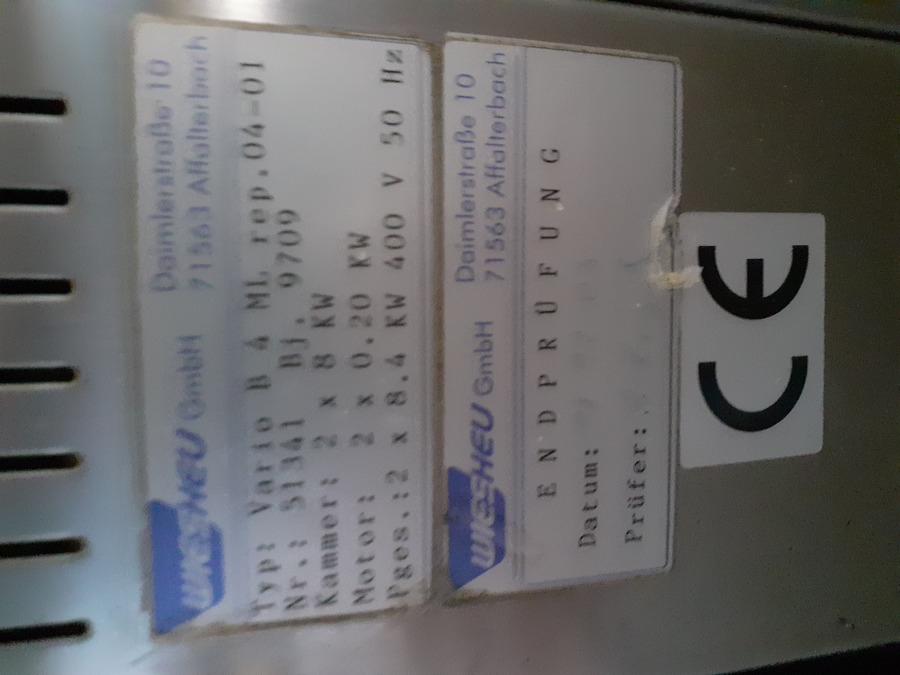 WIESHEU GmbH Daimlerstraße 10
71563 Affalterbach
Typ: Vario B 4 ML rep.04-01
Nr.: 51341 Bj. 9709
Kammer: 2 x 8 KW
Motor: 2 x 0.20 KW
Pges.:2 x 8.4 KW 400 V 50 Hz
WIESHEU GmbH Daimlerstraße 10
71563 Affalterbach
E N D P R Ü F U N G
Datum:
Prüfer:
CE